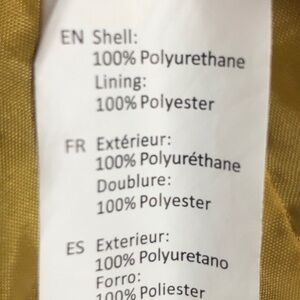 EN Shell:
100% Polyurethane
Lining:
100% Polyester
FR Extérieur:
100% Polyuréthane
Doublure:
100% Polyester
ES Exterieur:
100% Polyuretano
Forro:
100% Poliester